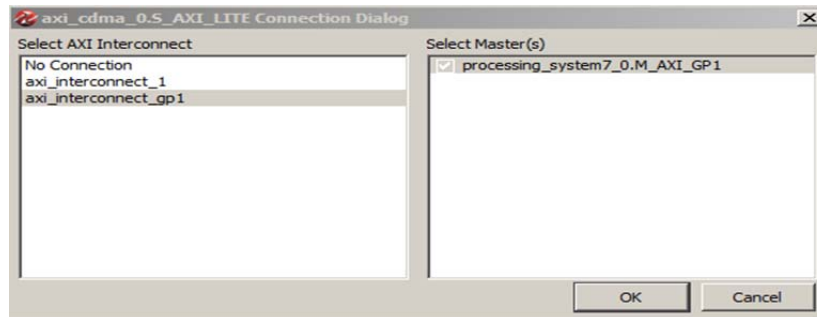 axi_cdma_0.S_AXI_LITE Connection Dialog
Select AXI Interconnect
Select Master(s)
No Connection
axi_interconnect_1
axi_interconnect_gp1
processing_system7_0.M_AXI_GP1
OK
Cancel